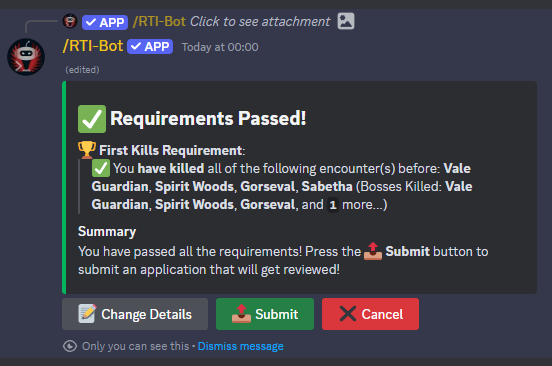 ✓ APP /RTI-Bot Click to see attachment
/RTI-Bot ✓ APP Today at 00:00
(edited)
✅ Requirements Passed!
🏆 First Kills Requirement:
✅ You have killed all of the following encounter(s) before: Vale
Guardian, Spirit Woods, Gorseval, Sabetha (Bosses Killed: Vale
Guardian, Spirit Woods, Gorseval, and 1 more...)
Summary
You have passed all the requirements! Press the 📤 Submit button to
submit an application that will get reviewed!
📝 Change Details 📤 Submit ❌ Cancel
Only you can see this • Dismiss message